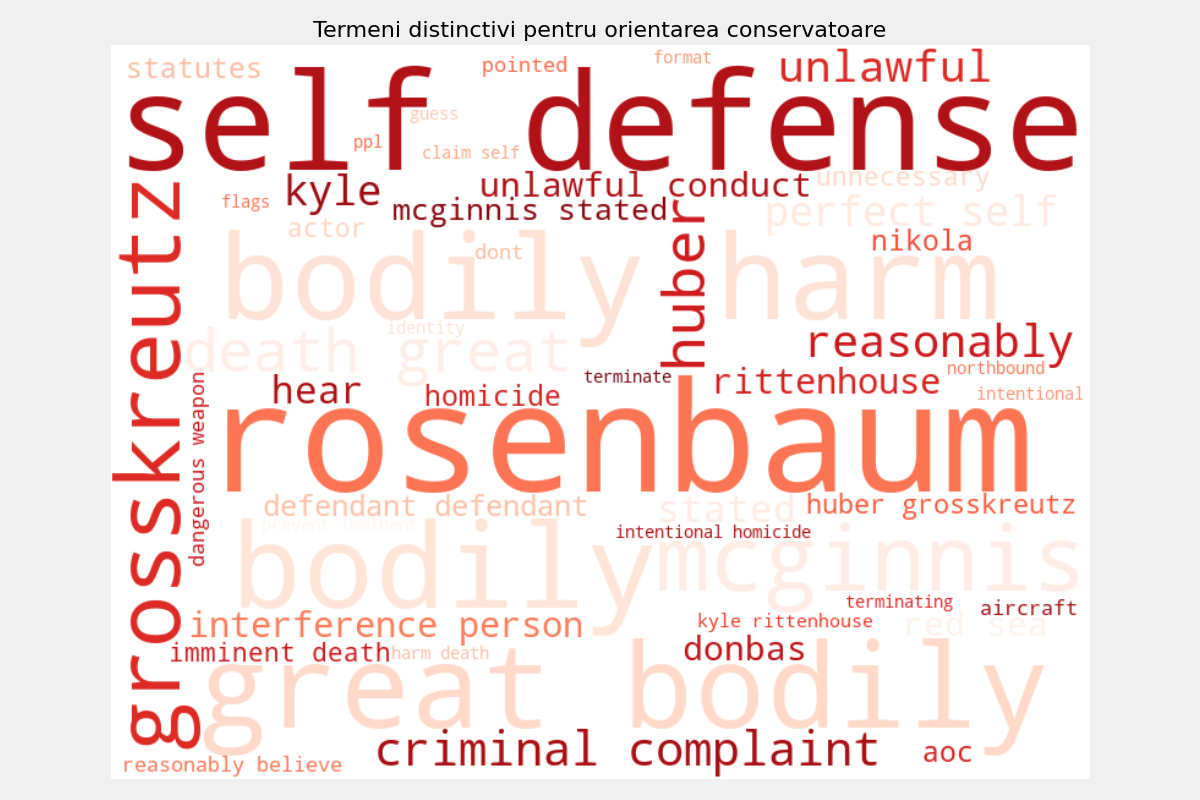 Termeni distinctivi pentru orientarea conservatoare
statutes
pointed
format
unlawful
self defense
guess
ppl
claim self
flags
kyle
unlawful conduct
unnecessary
mcginnis stated
perfect self
actor
huber
nikola
dont
bodily harm
grosskreutz
identity
death great
reasonably
terminate
northbound
hear
homicide
rittenhouse
intentional
dangerous weapon
rosenbaum
defendant defendant
stated
huber grosskreutz
prevent imminent
intentional homicide
bodily
mcginnis
terminating
aircraft
interference person
kyle rittenhouse
red sea
imminent death
harm death
donbas
great bodily
criminal complaint
aoc
reasonably believe